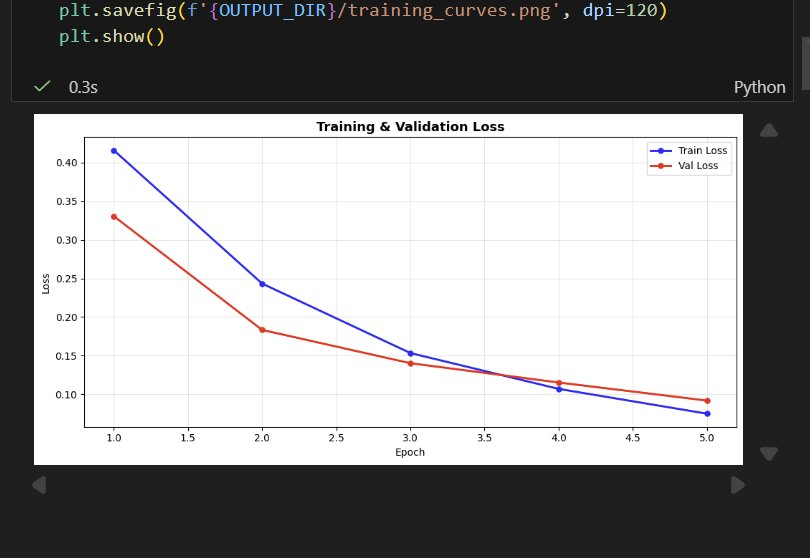 plt.savefig(f'{OUTPUT_DIR}/training_curves.png', dpi=120)
plt.show()
0.3s
Python
Training & Validation Loss
Train Loss
Val Loss
0.40
0.35
0.30
0.25
0.20
0.15
0.10
Loss
1.0 1.5 2.0 2.5 3.0 3.5 4.0 4.5 5.0
Epoch